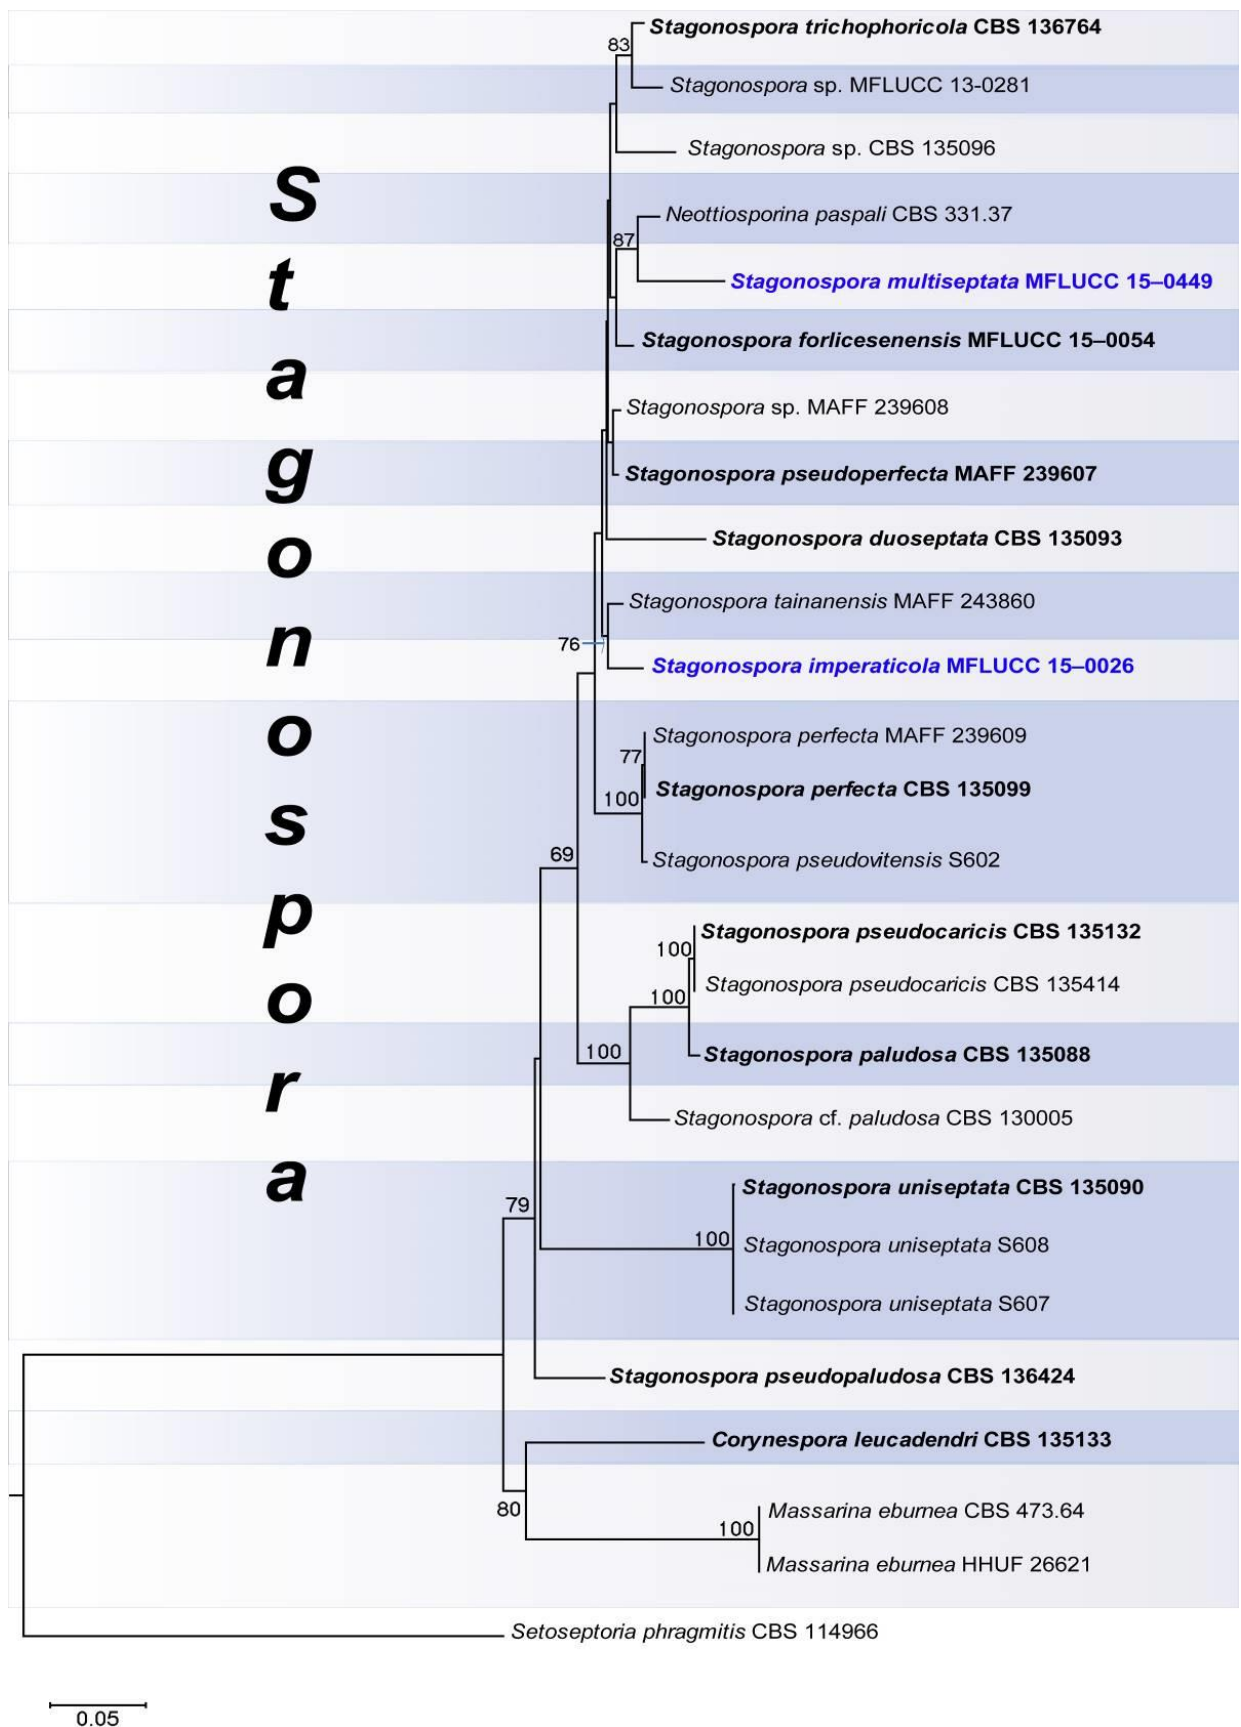 Stagonospora trichophoricola CBS 136764
83
Stagonospora sp. MFLUCC 13-0281
Stagonospora sp. CBS 135096
Neottiosporina paspali CBS 331.37
87
Stagonospora multiseptata MFLUCC 15–0449
Stagonospora forlicesenensis MFLUCC 15–0054
Stagonospora sp. MAFF 239608
Stagonospora pseudoperfecta MAFF 239607
Stagonospora duoseptata CBS 135093
Stagonospora tainanensis MAFF 243860
76
Stagonospora imperaticola MFLUCC 15–0026
Stagonospora perfecta MAFF 239609
77
Stagonospora perfecta CBS 135099
100
Stagonospora pseudovitensis S602
69
Stagonospora pseudocaricis CBS 135132
100
Stagonospora pseudocaricis CBS 135414
100
Stagonospora paludosa CBS 135088
100
Stagonospora cf. paludosa CBS 130005
Stagonospora uniseptata CBS 135090
79
100
Stagonospora uniseptata S608
Stagonospora uniseptata S607
Stagonospora pseudopaludosa CBS 136424
Corynespora leucadendri CBS 135133
80
Massarina eburnea CBS 473.64
100
Massarina eburnea HHUF 26621
Setoseptoria phragmitis CBS 114966
0.05
Stagonospora